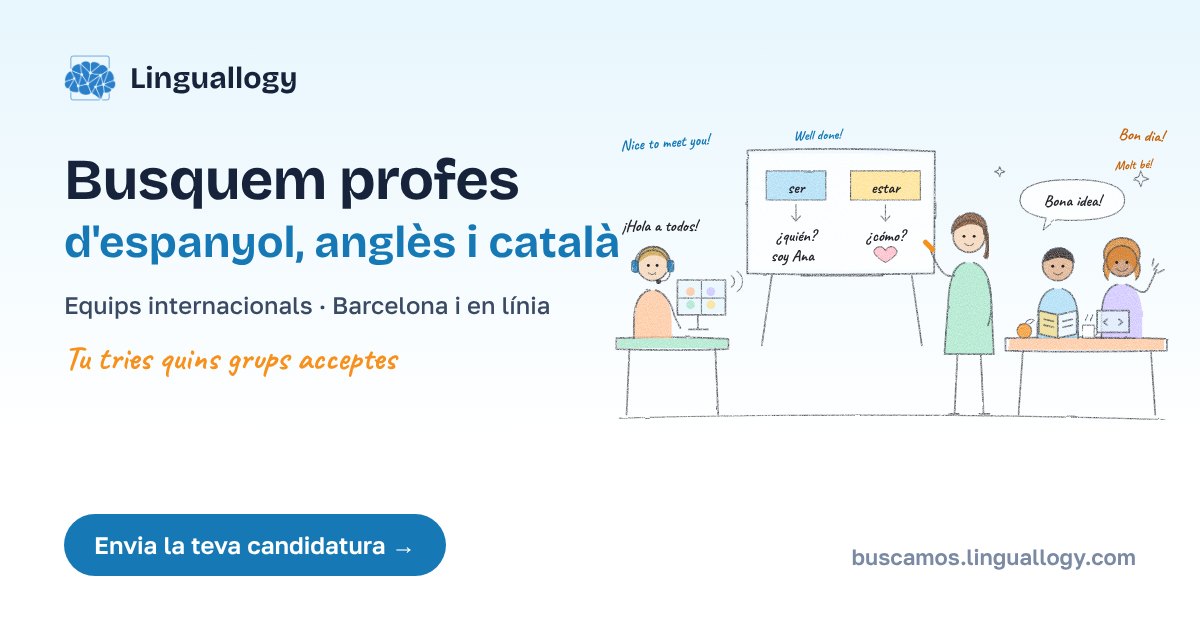 Linguallogy
Busquem profes
d'espanyol, anglès i català
Equips internacionals · Barcelona i en línia
Tu tries quins grups acceptes
Nice to meet you!
Well done!
Bon dia!
Molt bé!
Bona idea!
¡Hola a todos!
ser
estar
¿quién?
¿cómo?
soy Ana
Envia la teva candidatura →
buscamos.linguallogy.com